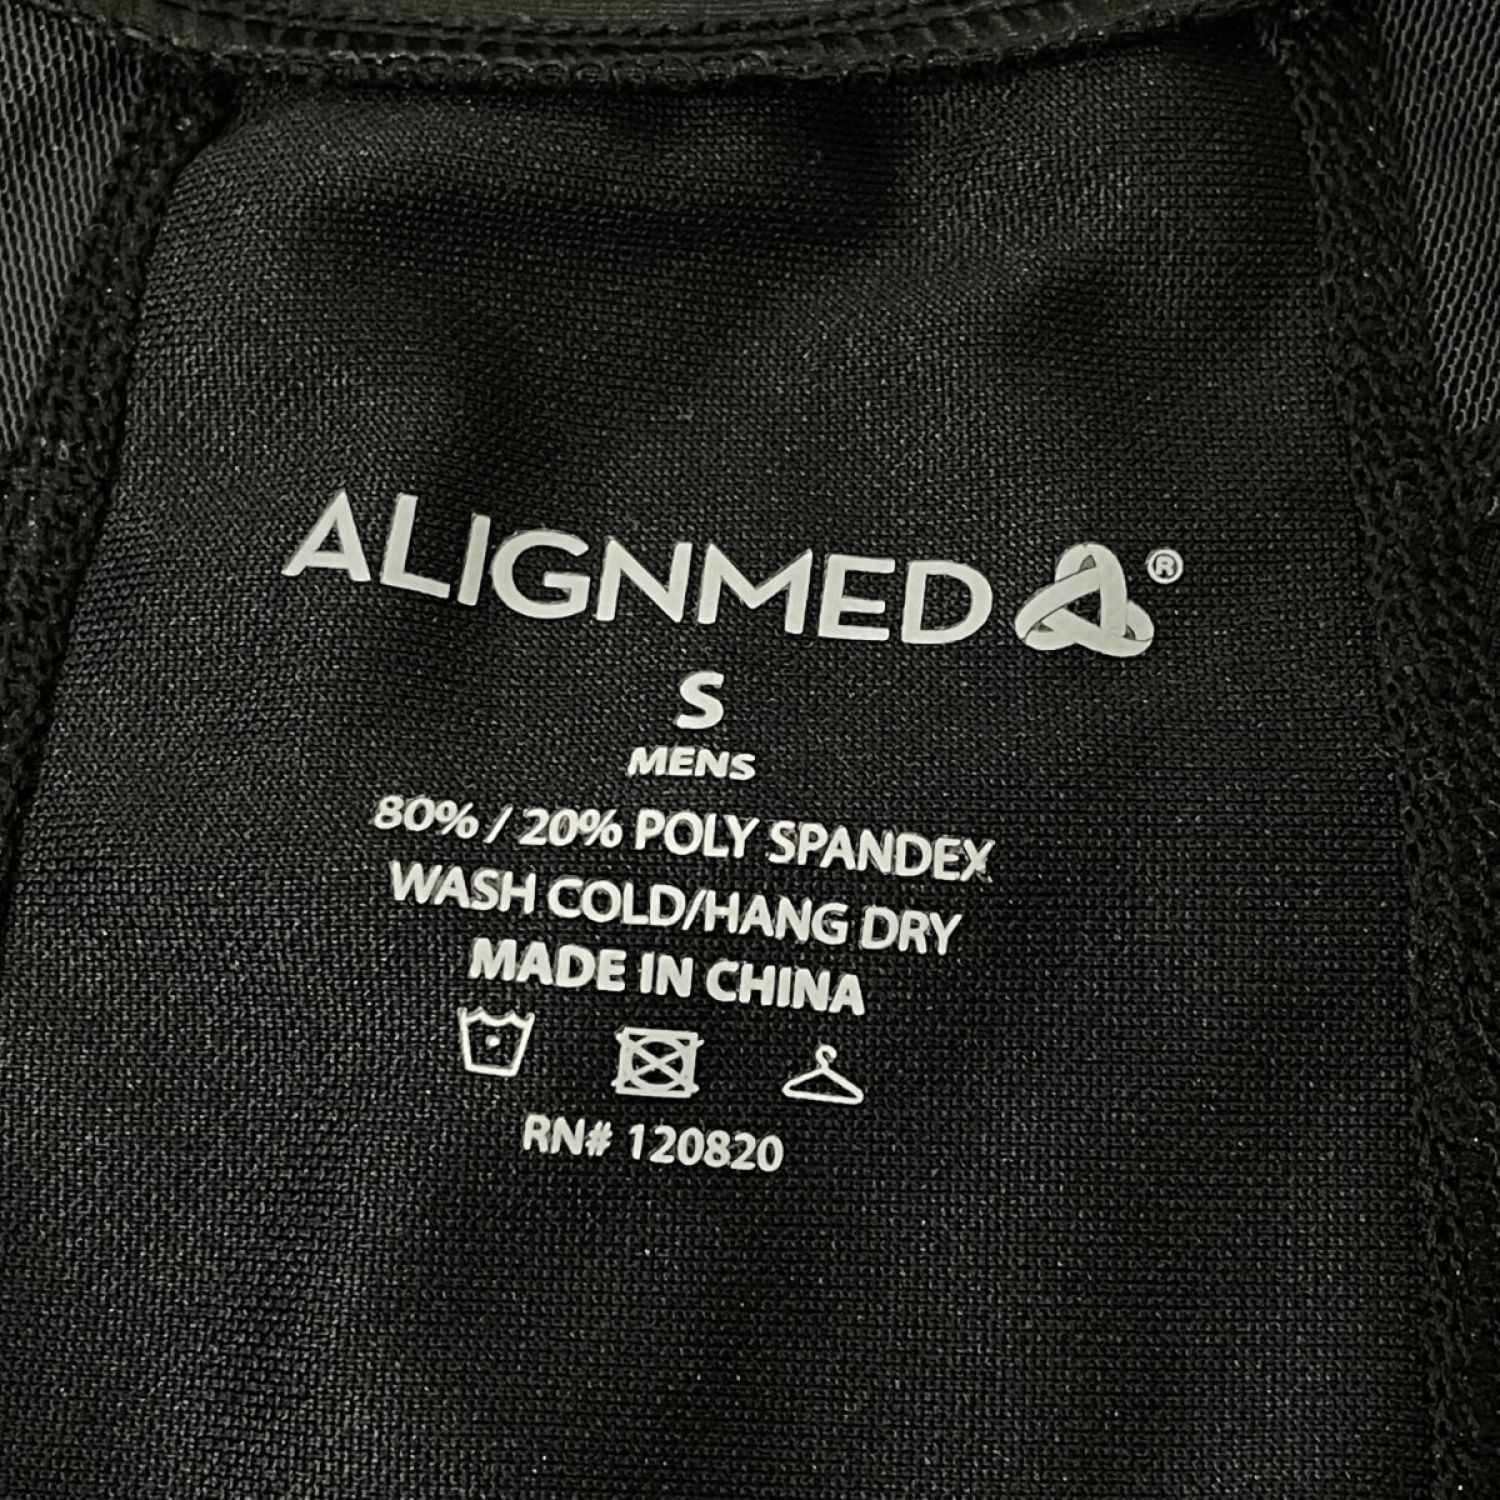 ALIGNMED ®
S
MENS
80% / 20% POLY SPANDEX
WASH COLD/HANG DRY
MADE IN CHINA
RN# 120820